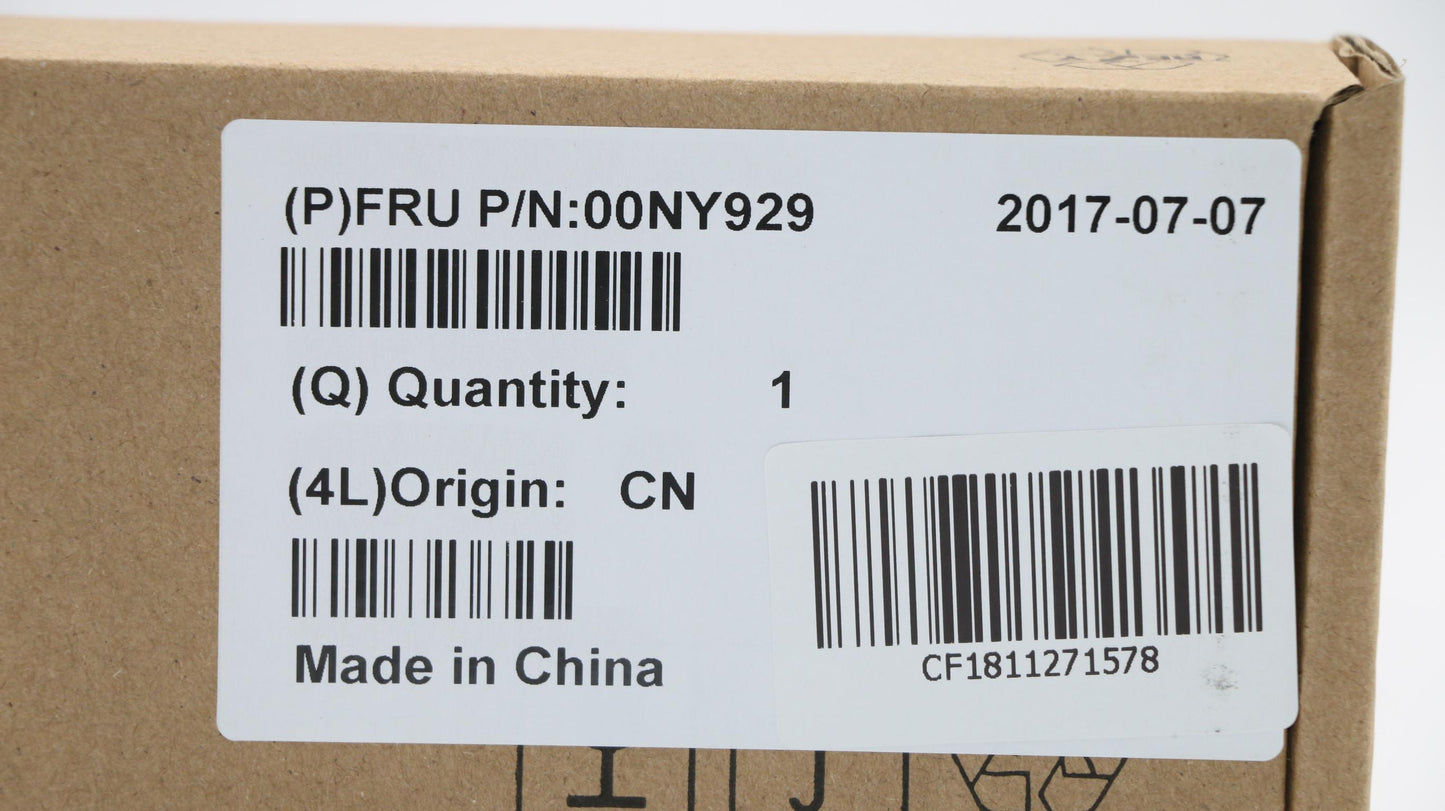 (P)FRU P/N:00NY929 2017-07-07
(Q) Quantity: 1
(4L)Origin: CN
Made in China
CF1811271578